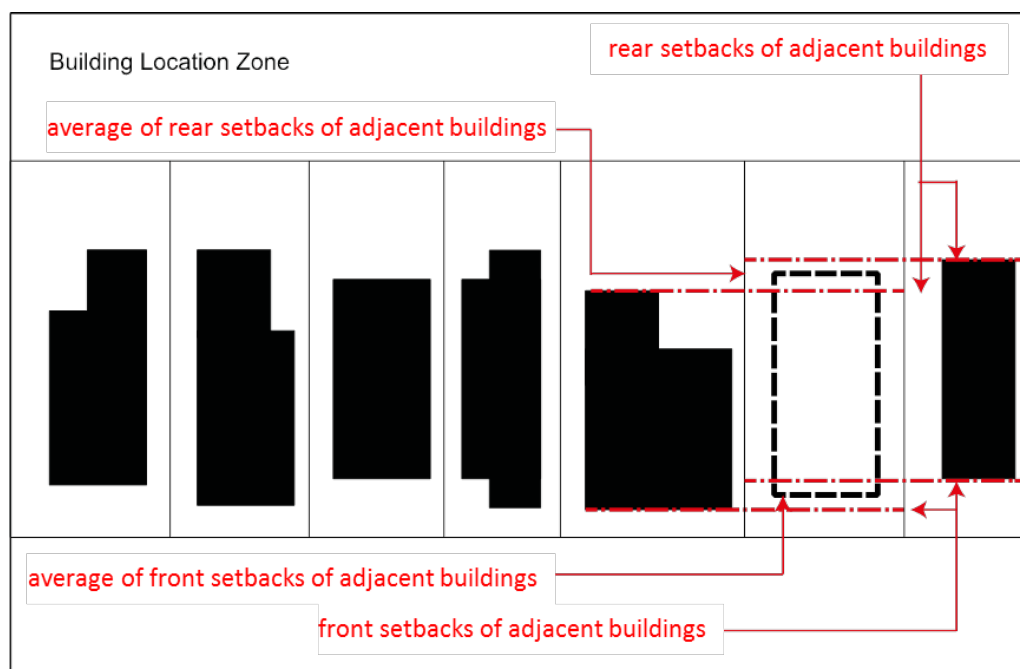 rear setbacks of adjacent buildings
Building Location Zone
average of rear setbacks of adjacent buildings
average of front setbacks of adjacent buildings
front setbacks of adjacent buildings